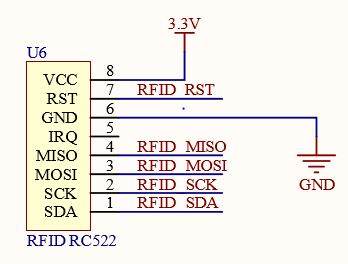 3.3V
U6
VCC 8
RST 7 RFID_RST
GND 6
IRQ 5
MISO 4 RFID_MISO
MOSI 3 RFID_MOSI
GND
SCK 2 RFID_SCK
SDA 1 RFID_SDA
RFID RC522